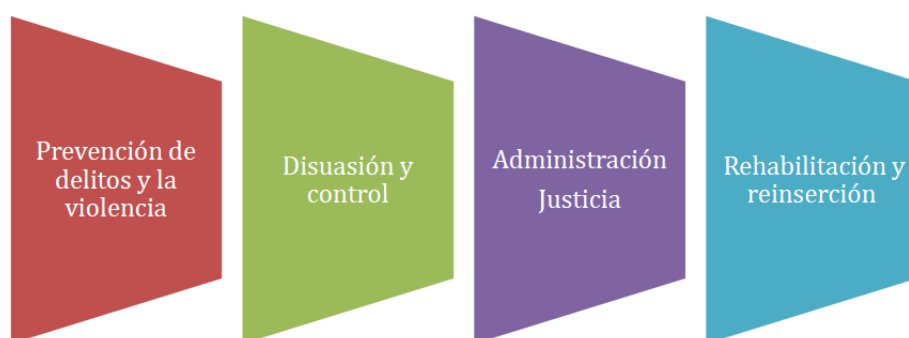 Prevención de
delitos y la
violencia
Disuasión y
control
Administración
Justicia
Rehabilitación y
reinserción